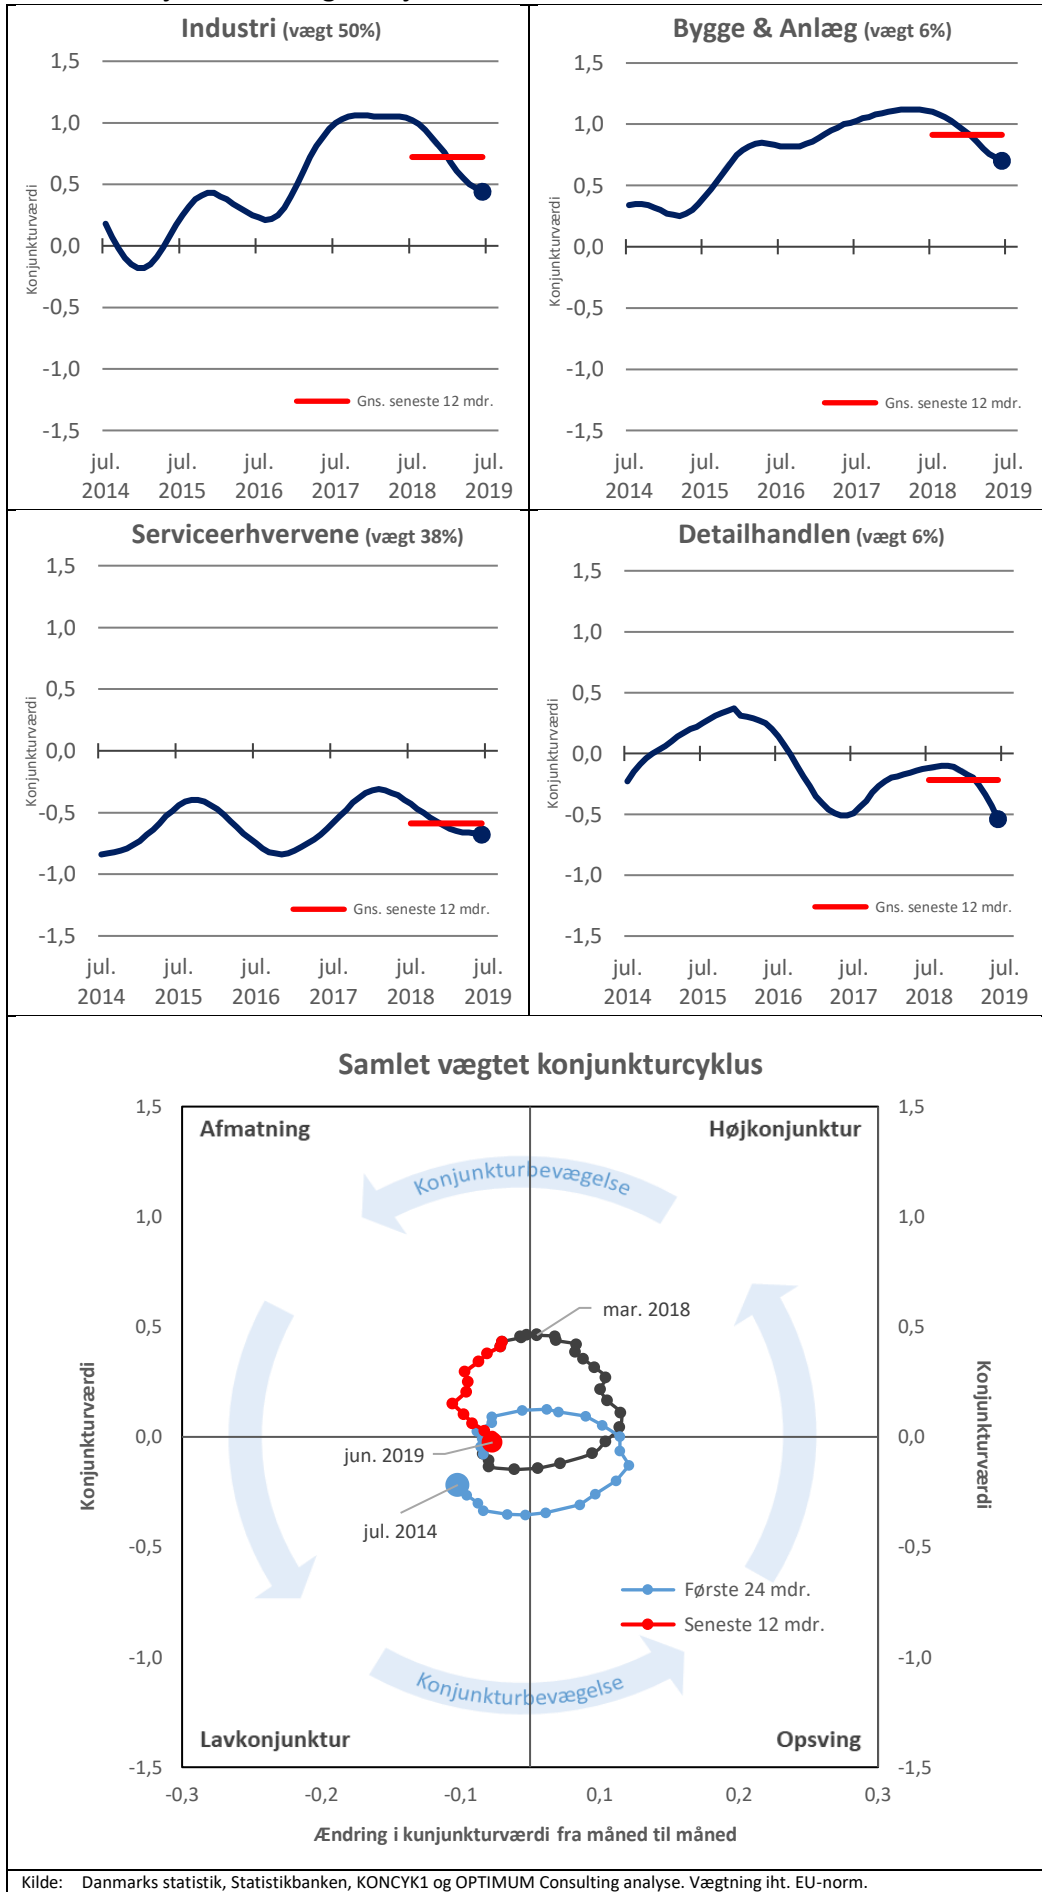 Industri (vægt 50%)
1,5
1,0
0,5
0,0
-0,5
-1,0
-1,5
Konjunkturværdi
Gns. seneste 12 mdr.
jul. jul. jul. jul. jul. jul.
2014 2015 2016 2017 2018 2019
Bygge & Anlæg (vægt 6%)
1,5
1,0
0,5
0,0
-0,5
-1,0
-1,5
Konjunkturværdi
Gns. seneste 12 mdr.
jul. jul. jul. jul. jul. jul.
2014 2015 2016 2017 2018 2019
Serviceerhvervene (vægt 38%)
1,5
1,0
0,5
0,0
-0,5
-1,0
-1,5
Konjunkturværdi
Gns. seneste 12 mdr.
jul. jul. jul. jul. jul. jul.
2014 2015 2016 2017 2018 2019
Detailhandlen (vægt 6%)
1,5
1,0
0,5
0,0
-0,5
-1,0
-1,5
Konjunkturværdi
Gns. seneste 12 mdr.
jul. jul. jul. jul. jul. jul.
2014 2015 2016 2017 2018 2019
Samlet vægtet konjunkturcyklus
1,5 1,5
Afmatning Højkonjunktur
Konjunkturbevægelse
1,0 1,0
mar. 2018
0,5 0,5
Konjunkturværdi Konjunkturværdi
0,0 0,0
jun. 2019
jul. 2014
-0,5 -0,5
Første 24 mdr.
Seneste 12 mdr.
-1,0 -1,0
Konjunkturbevægelse
Lavkonjunktur Opsving
-1,5 -1,5
-0,3 -0,2 -0,1 0,1 0,2 0,3
Ændring i kunjunkturværdi fra måned til måned
Kilde: Danmarks statistik, Statistikbanken, KONCYK1 og OPTIMUM Consulting analyse. Vægtning iht. EU-norm.